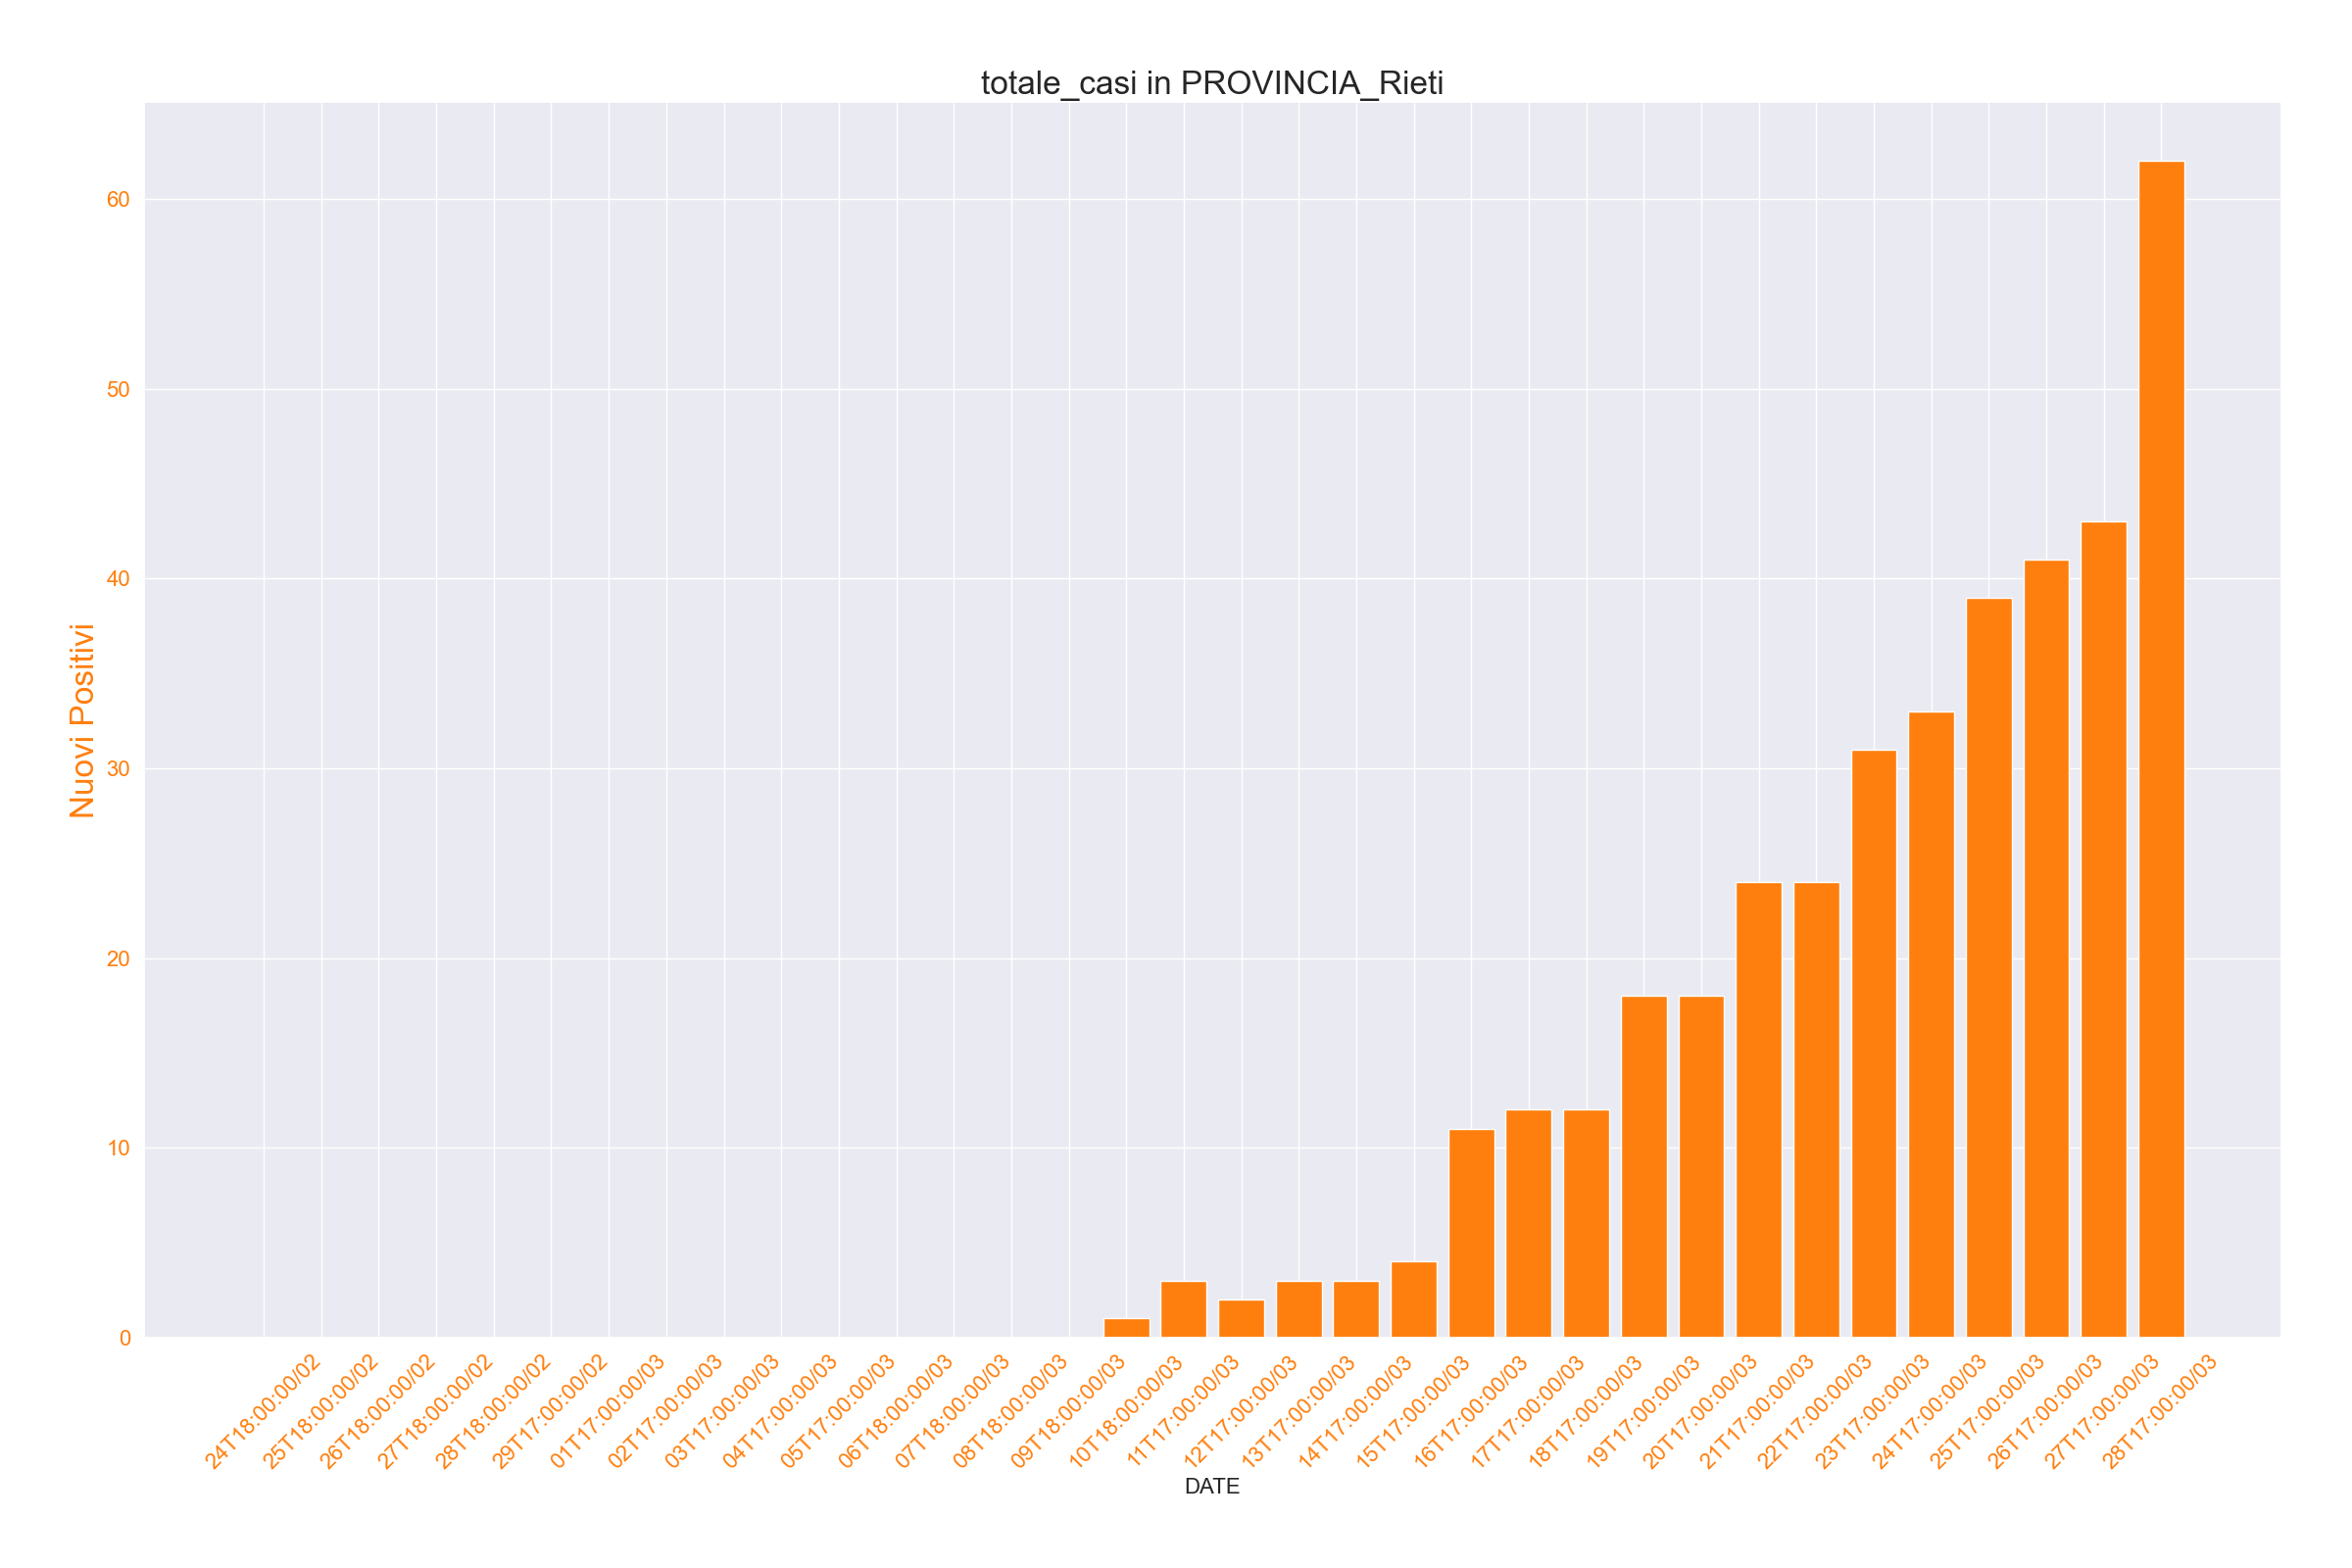 totale_casi in PROVINCIA_Rieti
Nuovi Positivi
60
50
40
30
20
10
0
24T18:00:00/02
25T18:00:00/02
26T18:00:00/02
27T18:00:00/02
28T18:00:00/02
29T17:00:00/02
01T17:00:00/03
02T17:00:00/03
03T17:00:00/03
04T17:00:00/03
05T17:00:00/03
06T18:00:00/03
07T18:00:00/03
08T18:00:00/03
09T18:00:00/03
10T18:00:00/03
11T17:00:00/03
12T17:00:00/03
13T17:00:00/03
14T17:00:00/03
15T17:00:00/03
16T17:00:00/03
17T17:00:00/03
18T17:00:00/03
19T17:00:00/03
20T17:00:00/03
21T17:00:00/03
22T17:00:00/03
23T17:00:00/03
24T17:00:00/03
25T17:00:00/03
26T17:00:00/03
27T17:00:00/03
28T17:00:00/03
DATE